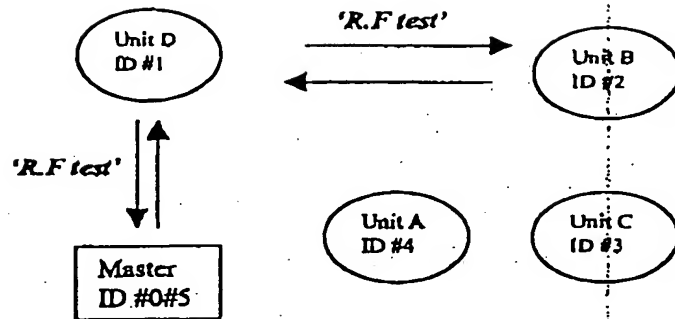 'R.F test'
Unit D
ID #1
Unit B
ID #2
'R.F test'
Unit A
ID #4
Unit C
ID #3
Master
ID #0#5